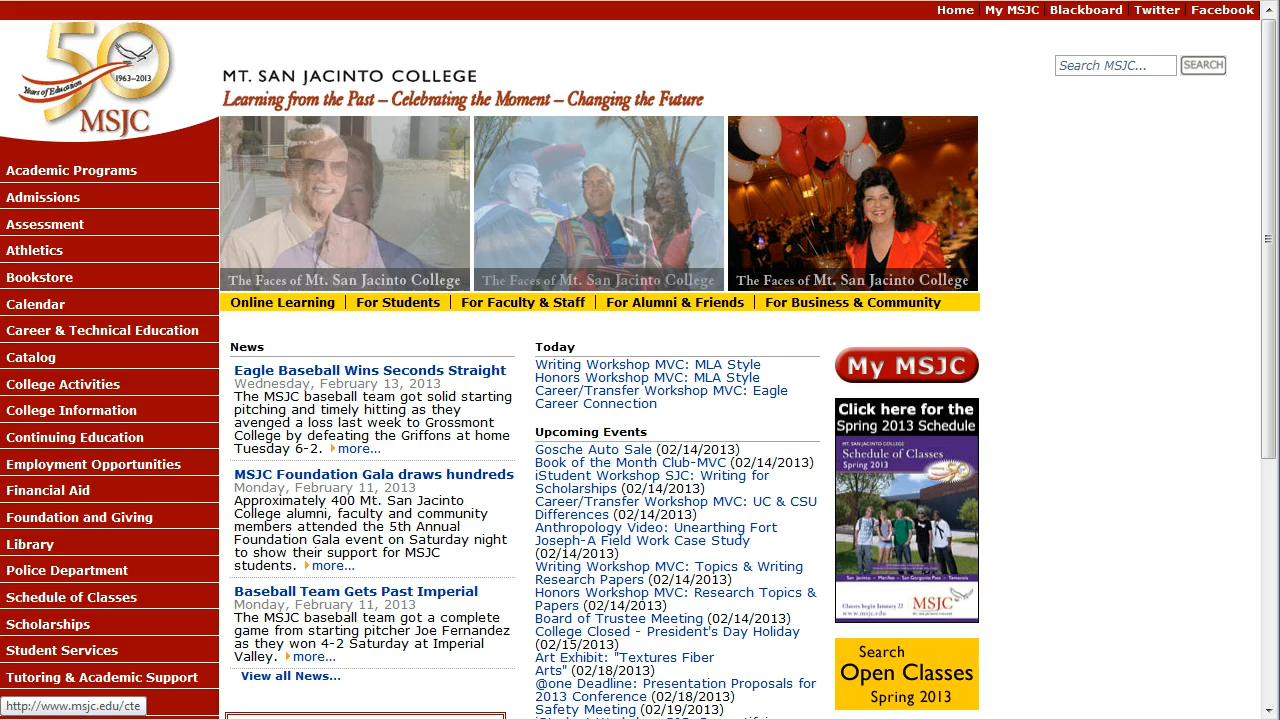 Home My MSJC Blackboard Twitter Facebook
50
Years of Education
1963–2013
MSJC
MT. SAN JACINTO COLLEGE
Learning from the Past – Celebrating the Moment – Changing the Future
Search MSJC... SEARCH
The Faces of Mt. San Jacinto College
The Faces of Mt. San Jacinto College
The Faces of Mt. San Jacinto College
Online Learning For Students For Faculty & Staff For Alumni & Friends For Business & Community
Academic Programs
Admissions
Assessment
Athletics
Bookstore
Calendar
Career & Technical Education
Catalog
College Activities
College Information
Continuing Education
Employment Opportunities
Financial Aid
Foundation and Giving
Library
Police Department
Schedule of Classes
Scholarships
Student Services
Tutoring & Academic Support
http://www.msjc.edu/cte
News
Eagle Baseball Wins Seconds Straight
Wednesday, February 13, 2013
The MSJC baseball team got solid starting
pitching and timely hitting as they
avenged a loss last week to Grossmont
College by defeating the Griffons at home
Tuesday 6-2. more...
MSJC Foundation Gala draws hundreds
Monday, February 11, 2013
Approximately 400 Mt. San Jacinto
College alumni, faculty and community
members attended the 5th Annual
Foundation Gala event on Saturday night
to show their support for MSJC
students. more...
Baseball Team Gets Past Imperial
Monday, February 11, 2013
The MSJC baseball team got a complete
game from starting pitcher Joe Fernandez
as they won 4-2 Saturday at Imperial
Valley. more...
View all News...
Today
Writing Workshop MVC: MLA Style
Honors Workshop MVC: MLA Style
Career/Transfer Workshop MVC: Eagle
Career Connection
Upcoming Events
Gosche Auto Sale (02/14/2013)
Book of the Month Club-MVC (02/14/2013)
iStudent Workshop SJC: Writing for
Scholarships (02/14/2013)
Career/Transfer Workshop MVC: UC & CSU
Differences (02/14/2013)
Anthropology Video: Unearthing Fort
Joseph-A Field Work Case Study
(02/14/2013)
Writing Workshop MVC: Topics & Writing
Research Papers (02/14/2013)
Honors Workshop MVC: Research Topics &
Papers (02/14/2013)
Board of Trustee Meeting (02/14/2013)
College Closed - President's Day Holiday
(02/15/2013)
Art Exhibit: "Textures Fiber
Arts" (02/18/2013)
@one Deadline: Presentation Proposals for
2013 Conference (02/18/2013)
Safety Meeting (02/19/2013)
My MSJC
Click here for the
Spring 2013 Schedule
MT. SAN JACINTO COLLEGE
Schedule of Classes
Spring 2013
San Jacinto • Menifee • San Gorgonio Pass • Temecula
Classes begin January 22
www.msjc.edu
MSJC
Search
Open Classes
Spring 2013